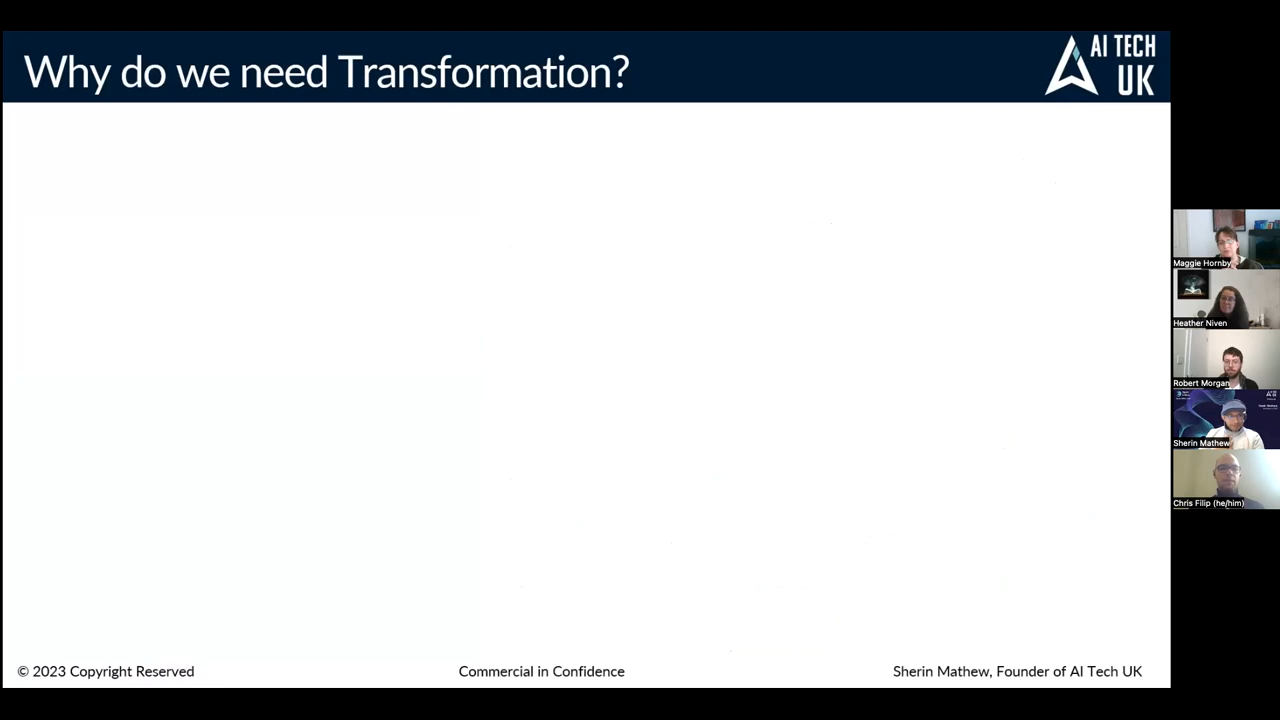 Why do we need Transformation?
AI TECH
UK
Maggie Hornby
Heather Niven
Robert Morgan
Sherin Mathew
Chris Filip (he/him)
© 2023 Copyright Reserved
Commercial in Confidence
Sherin Mathew, Founder of AI Tech UK